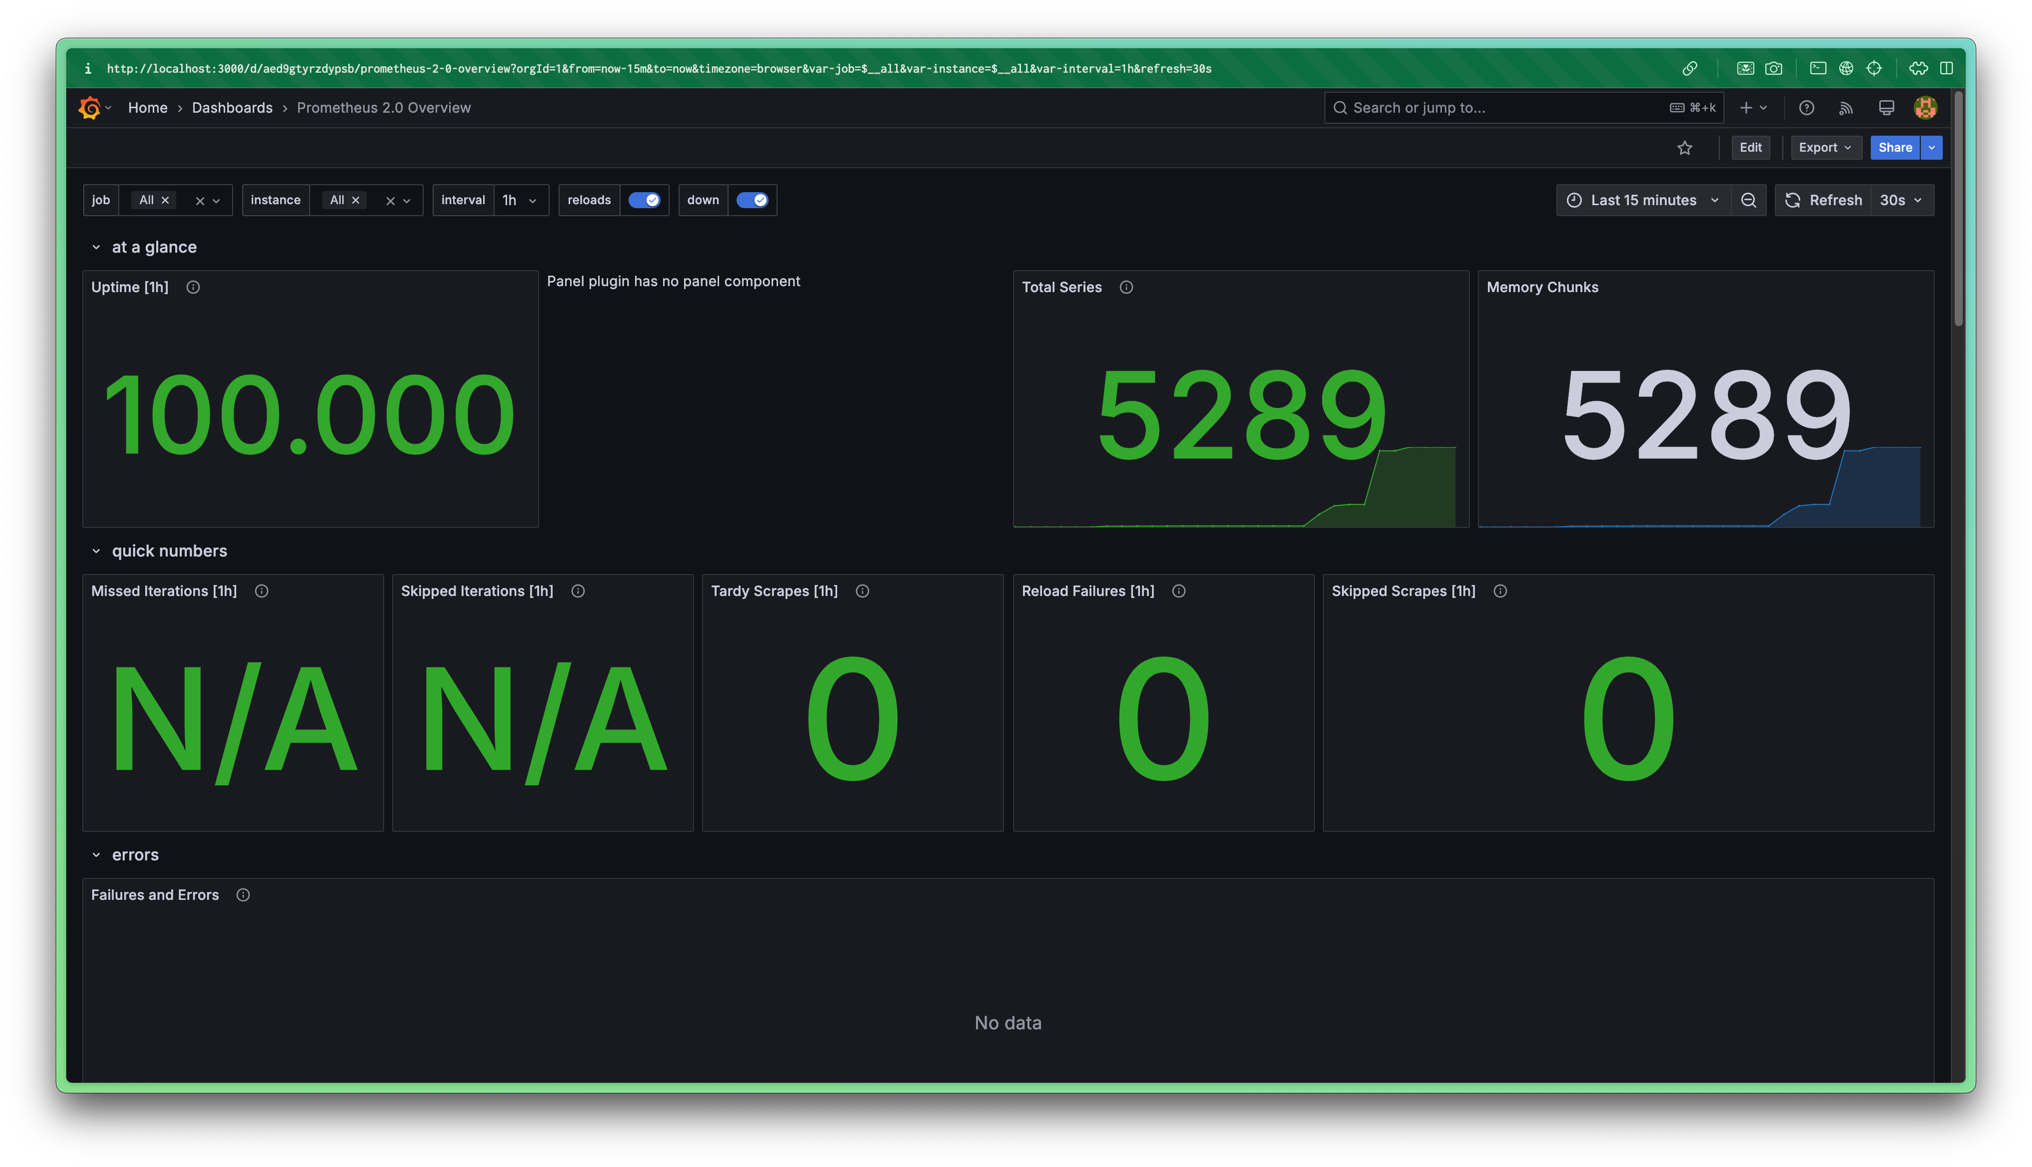 i http://localhost:3000/d/aed9gtyrzdypsb/prometheus-2-0-overview?orgId=1&from=now-15m&to=now&timezone=browser&var-job=$__all&var-instance=$__all&var-interval=1h&refresh=30s
Home › Dashboards › Prometheus 2.0 Overview
Search or jump to... ⌘+k
Edit Export Share
job All × instance All × interval 1h reloads down Last 15 minutes Refresh 30s
at a glance
Uptime [1h]
100.000
Panel plugin has no panel component
Total Series
5289
Memory Chunks
5289
quick numbers
Missed Iterations [1h]
N/A
Skipped Iterations [1h]
N/A
Tardy Scrapes [1h]
0
Reload Failures [1h]
0
Skipped Scrapes [1h]
0
errors
Failures and Errors
No data